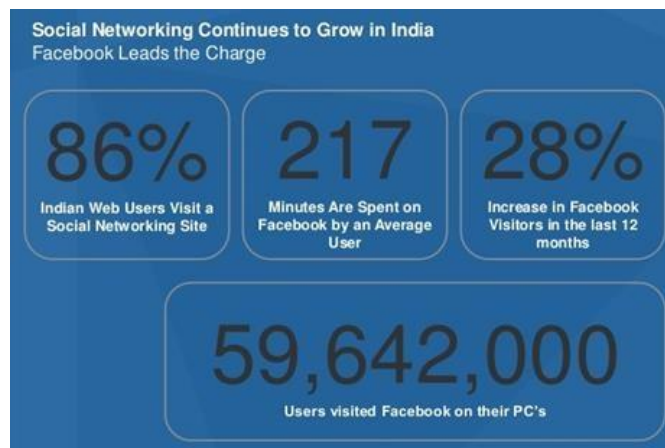 Social Networking Continues to Grow in India
Facebook Leads the Charge
86%
Indian Web Users Visit a
Social Networking Site
217
Minutes Are Spent on
Facebook by an Average
User
28%
Increase in Facebook
Visitors in the last 12
months
59,642,000
Users visited Facebook on their PC's